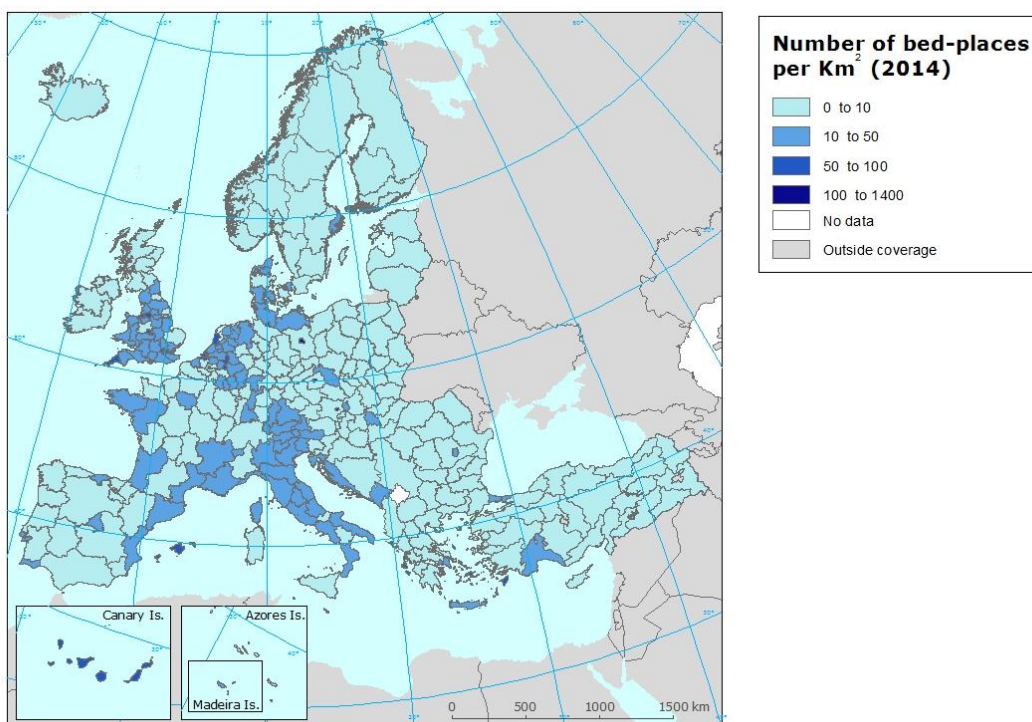 Number of bed-places
per Km² (2014)
0 to 10
10 to 50
50 to 100
100 to 1400
No data
Outside coverage
Canary Is.
Azores Is.
Madeira Is.
0 500 1000 1500 km